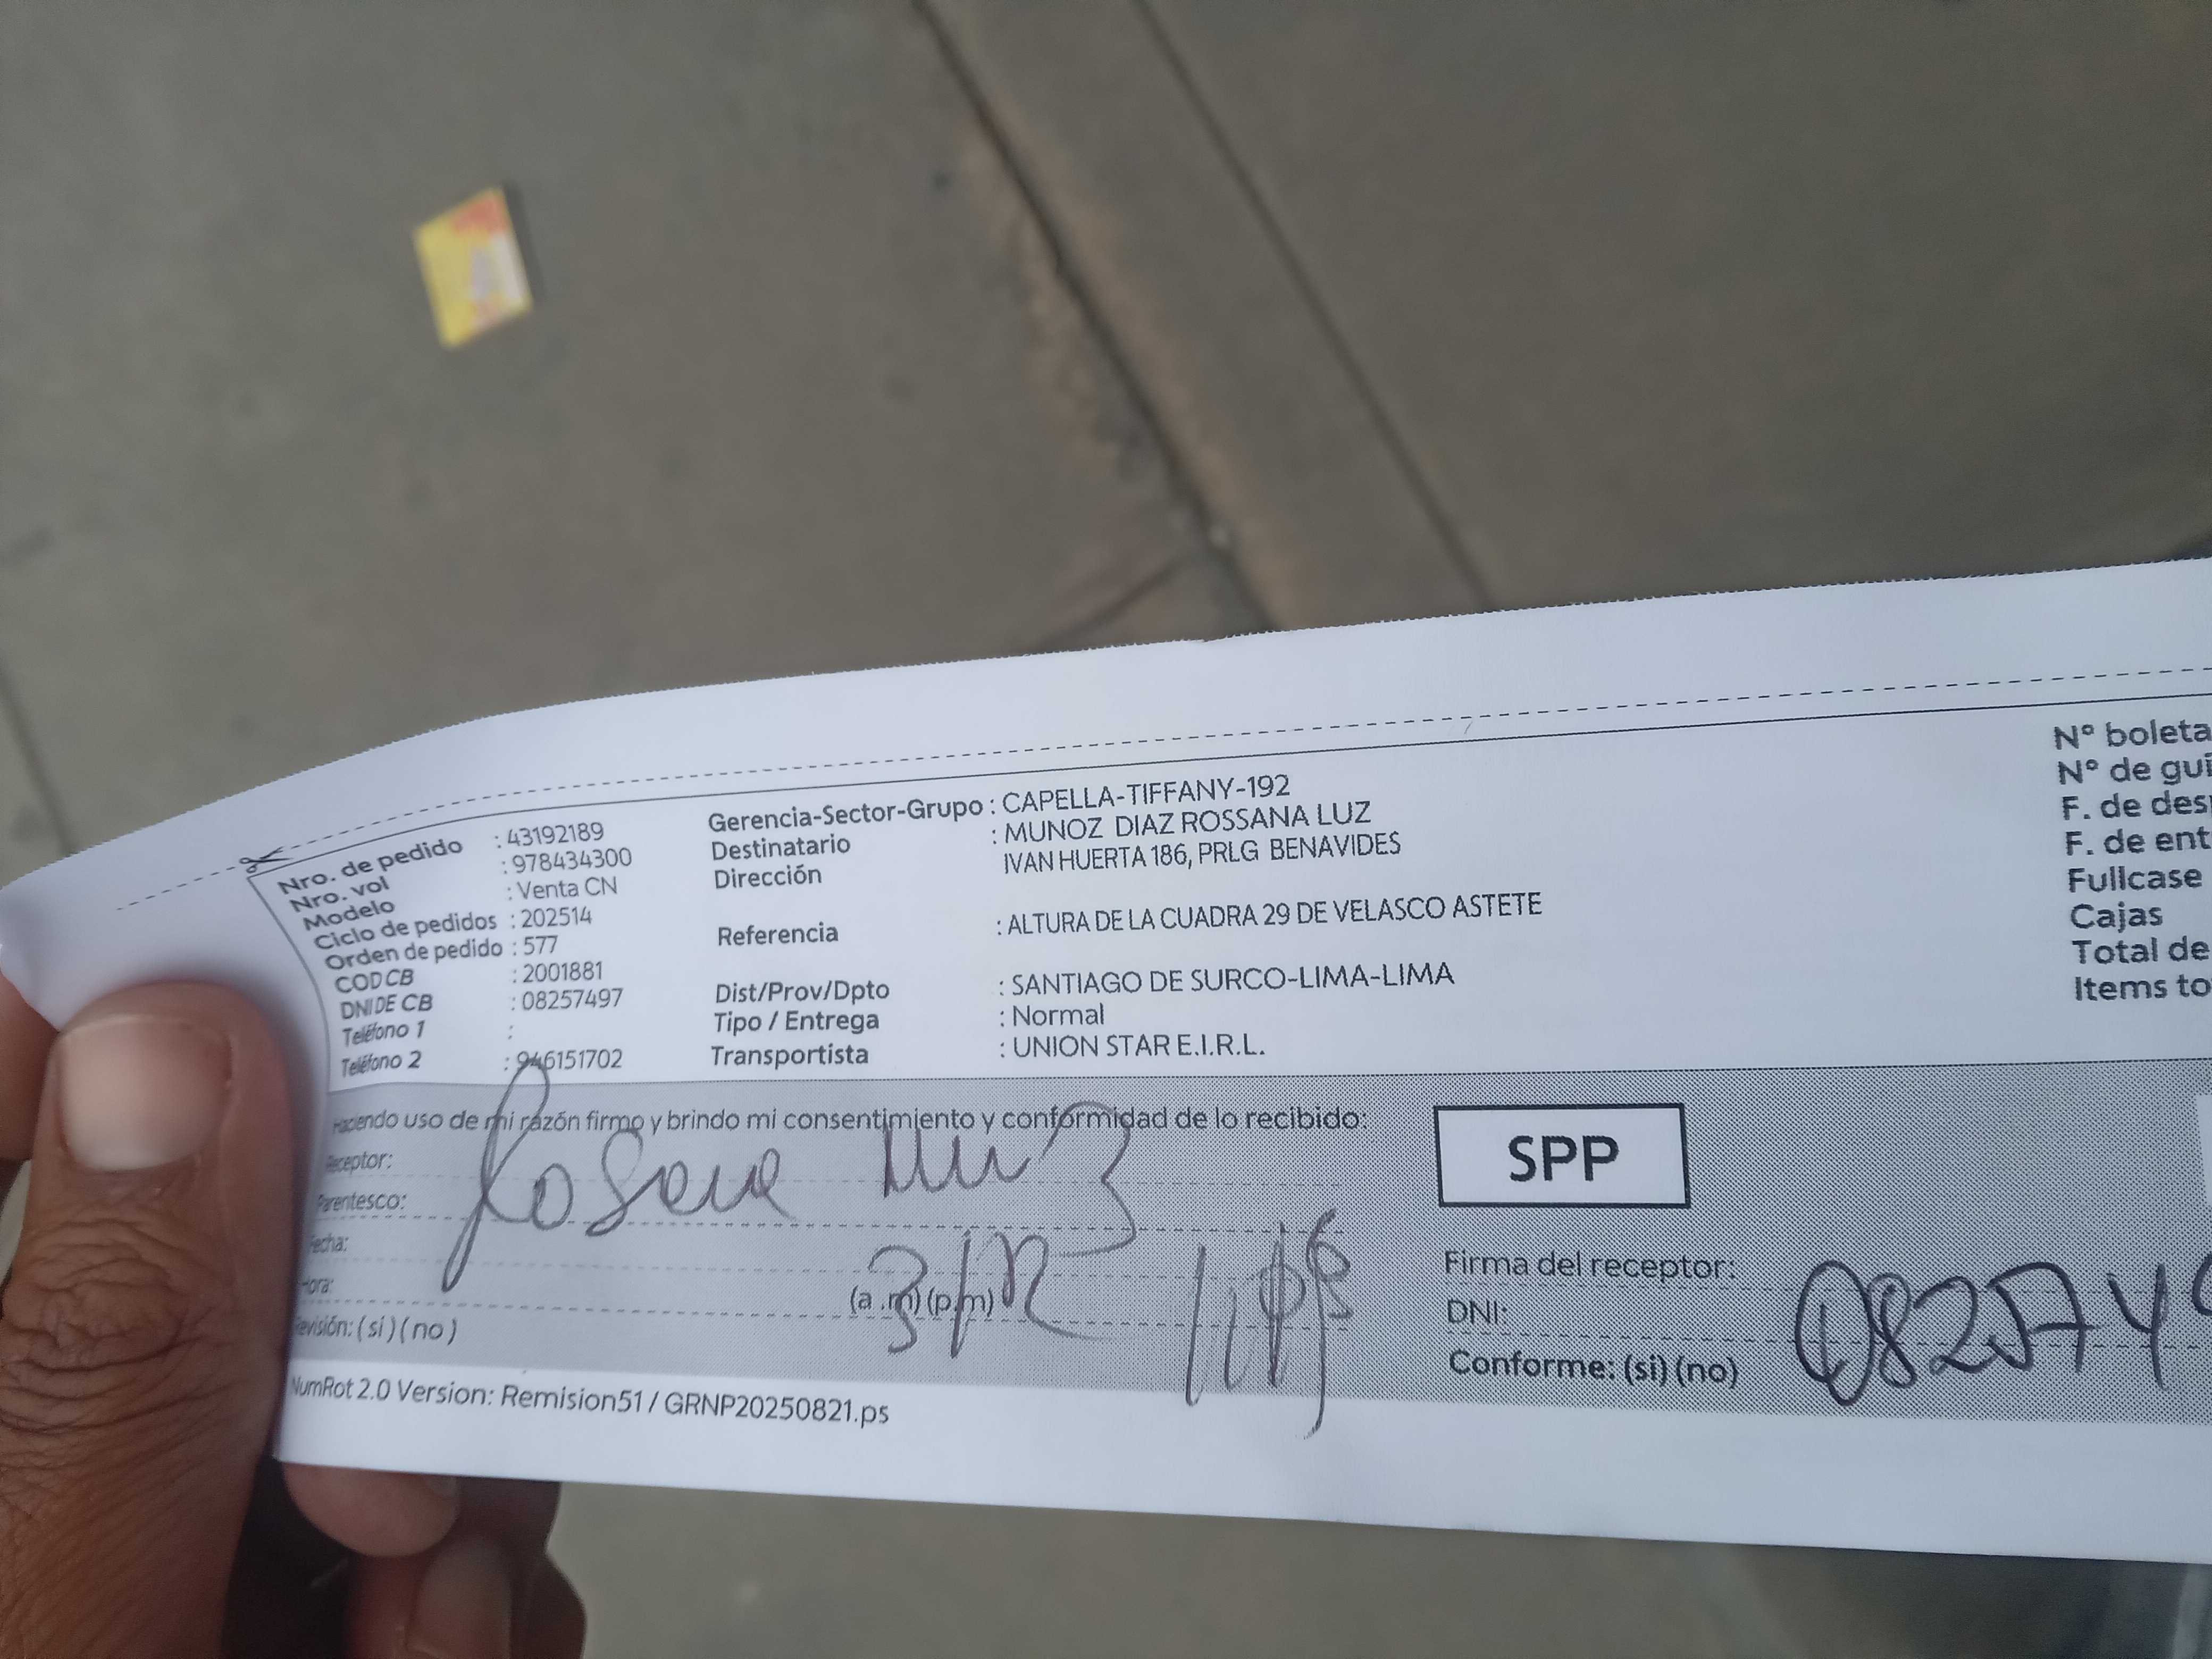 Nro. de pedido : 43192189
Nro. vol : 978434300
Modelo : Venta CN
Ciclo de pedidos : 202514
Orden de pedido : 577
COD CB : 2001881
DNI DE CB : 08257497
Teléfono 1 :
Teléfono 2 : 946151702
Gerencia-Sector-Grupo : CAPELLA-TIFFANY-192
Destinatario : MUNOZ DIAZ ROSSANA LUZ
Dirección IVAN HUERTA 186, PRLG BENAVIDES
Referencia : ALTURA DE LA CUADRA 29 DE VELASCO ASTETE
Dist/Prov/Dpto : SANTIAGO DE SURCO-LIMA-LIMA
Tipo / Entrega : Normal
Transportista : UNION STAR E.I.R.L.
N° boleta
N° de gui
F. de des
F. de ent
Fullcase
Cajas
Total de
Items to
Haciendo uso de mi razón firmo y brindo mi consentimiento y conformidad de lo recibido:
Receptor:
Parentesco:
Fecha:
Hora: (a .m) (p.m)
Revisión: (si) (no)
SPP
Firma del receptor:
DNI: 082574
Conforme: (si) (no)
NumRot 2.0 Version: Remision51 / GRNP20250821.ps